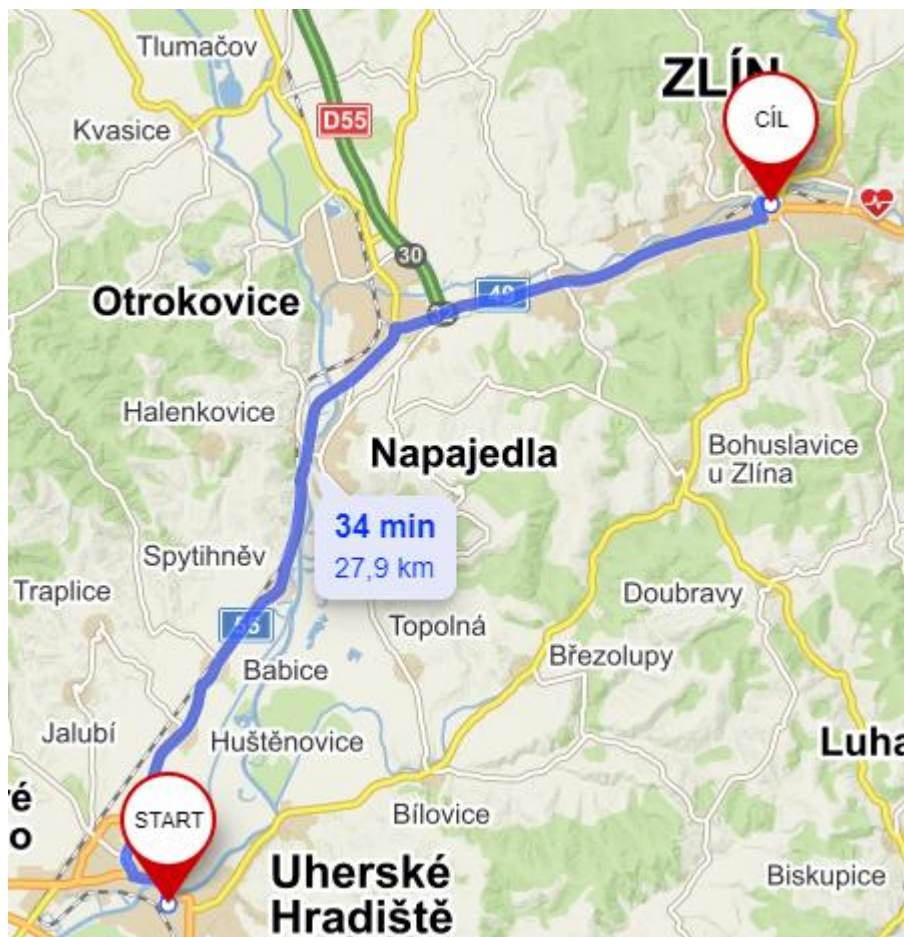 Tlumačov
ZLÍN
CÍL
Kvasice
D55
30
Otrokovice
49
Halenkovice
Napajedla
Bohuslavice
u Zlína
34 min
27,9 km
Spytihněv
Traplice
Doubravy
55
Topolná
Babice
Březolupy
Jalubí
Huštěnovice
Luha
ré
o
START
Bílovice
Uherské
Hradiště
Biskupice